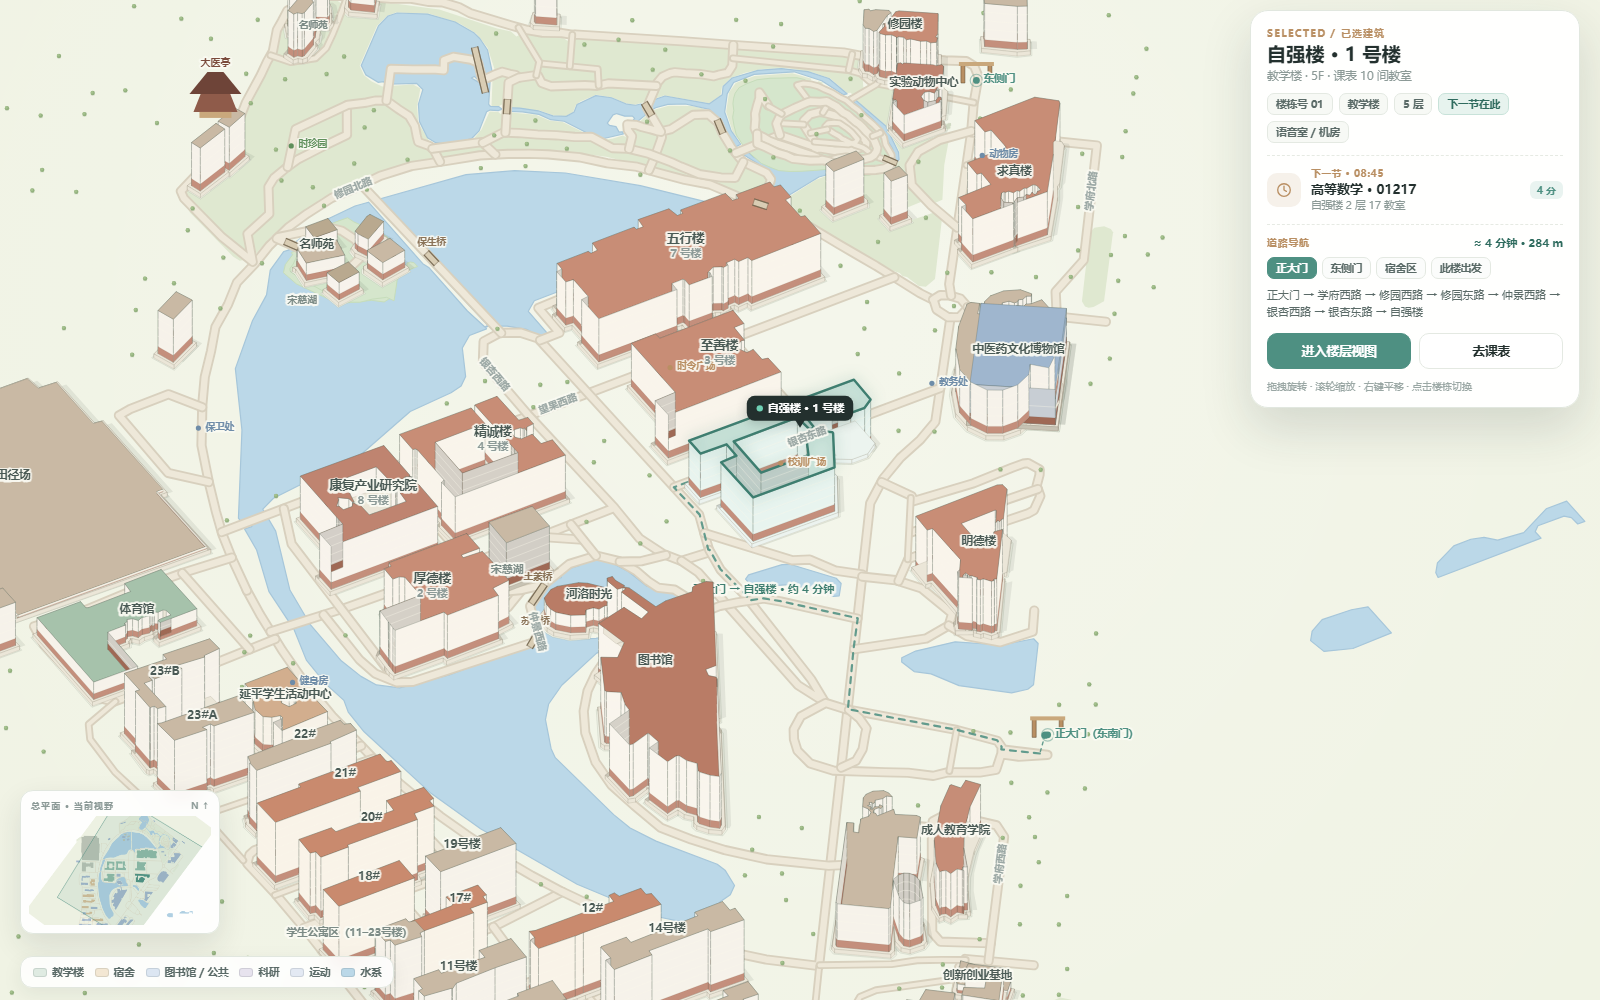 名师苑
修园楼
大医亭
实验动物中心
东侧门
时珍园
动物房
求真楼
修园北路
学府北路
名师苑
保生桥
五行楼
7 号楼
宋慈湖
至善楼
3 号楼
中医药文化博物馆
银杏西路
教务处
望果西路
自强楼 • 1 号楼
保卫处
精诚楼
4 号楼
银杏东路
校训广场
田径场
康复产业研究院
8 号楼
明德楼
宋慈湖
厚德楼
2 号楼
河洛时光
门 → 自强楼 • 约 4 分钟
体育馆
图书馆
23#B
健身房
延平学生活动中心
23#A
22#
正大门 (东南门)
21#
20#
成人教育学院
19号楼
学府西路
18#
17#
12#
14号楼
学生公寓区（11–23号楼）
11号楼
创新创业基地
SELECTED / 已选建筑
自强楼 • 1 号楼
教学楼 · 5F · 课表 10 间教室
楼栋号 01
教学楼
5 层
下一节在此
语音室 / 机房
下一节 • 08:45
高等数学 • 01217
自强楼 2 层 17 教室
4 分
道路导航
≈ 4 分钟 • 284 m
正大门
东侧门
宿舍区
此楼出发
正大门 → 学府西路 → 修园西路 → 修园东路 → 仲景西路 →
银杏西路 → 银杏东路 → 自强楼
进入楼层视图
去课表
拖拽旋转 · 滚轮缩放 · 右键平移 · 点击楼栋切换
总平面 • 当前视野
N ↑
教学楼
宿舍
图书馆 / 公共
科研
运动
水系